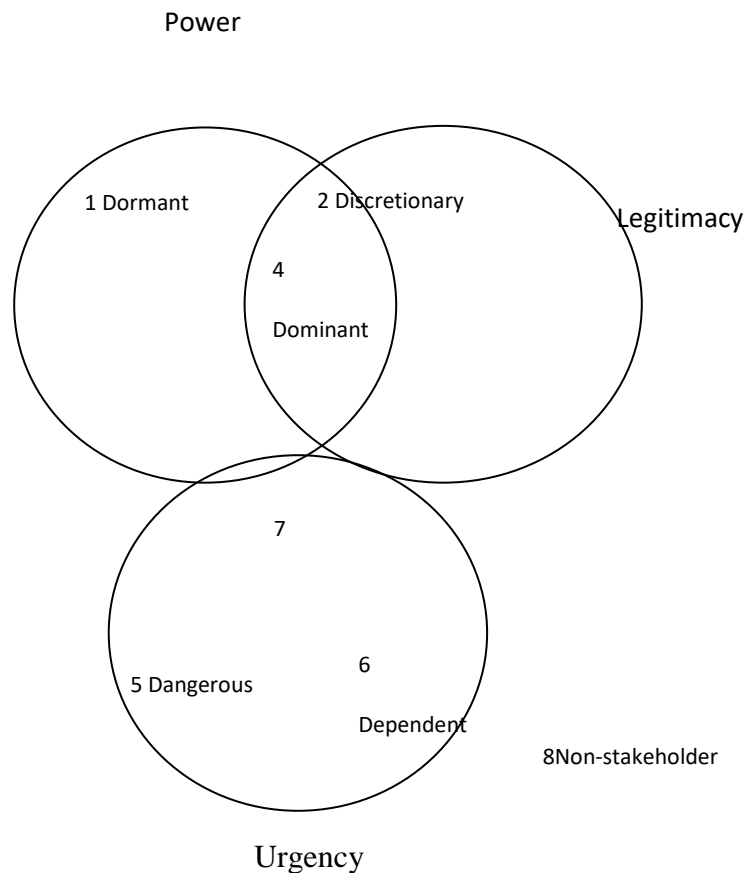 Power
1 Dormant
2 Discretionary
Legitimacy
4
Dominant
7
6
5 Dangerous
Dependent
8Non-stakeholder
Urgency